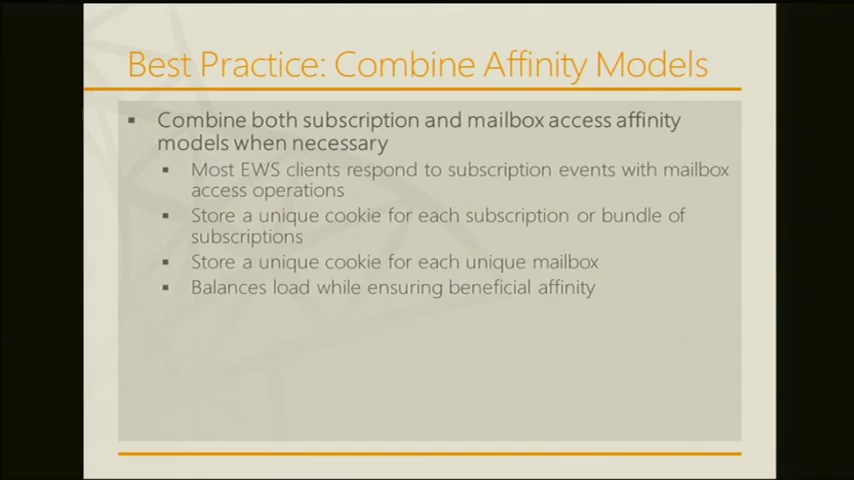 Best Practice: Combine Affinity Models
▪ Combine both subscription and mailbox access affinity
models when necessary
▪ Most EWS clients respond to subscription events with mailbox
access operations
▪ Store a unique cookie for each subscription or bundle of
subscriptions
▪ Store a unique cookie for each unique mailbox
▪ Balances load while ensuring beneficial affinity